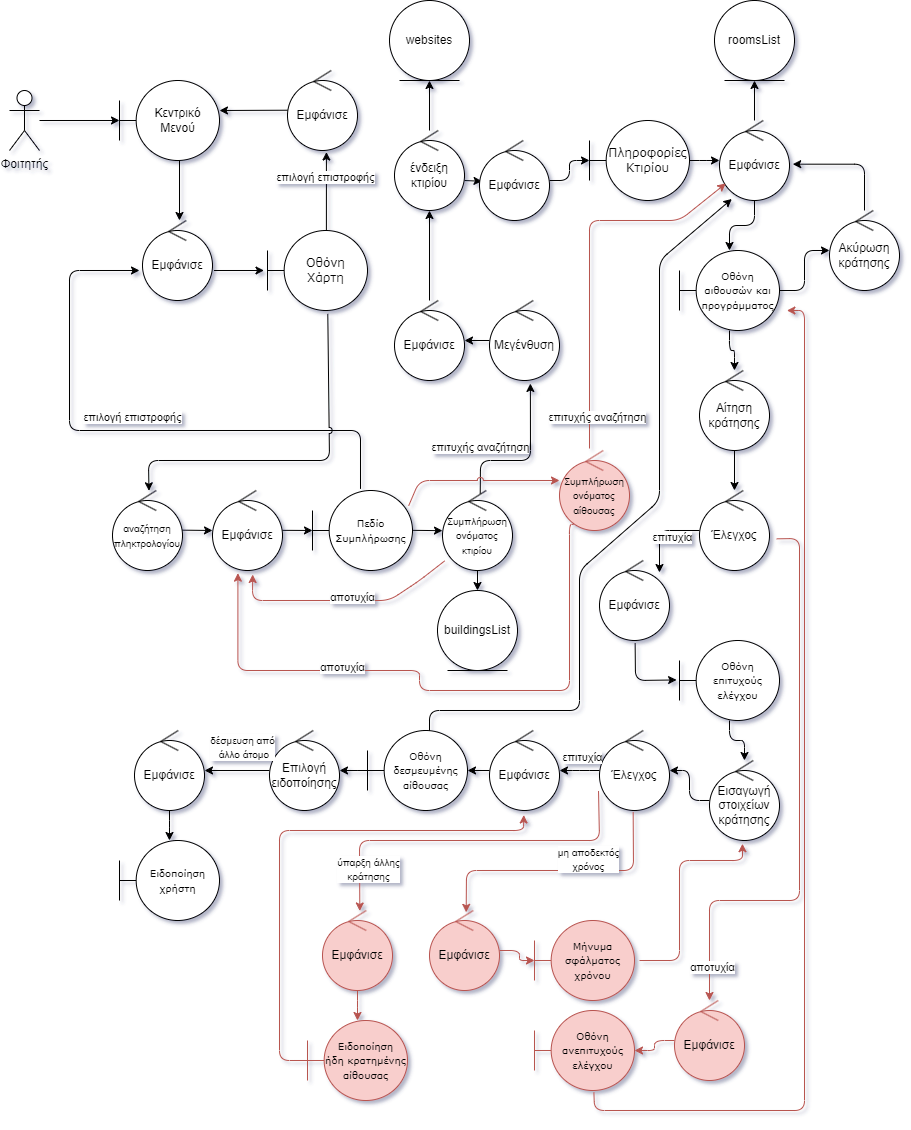 websites
roomsList
Κεντρικό
Μενού
Εμφάνισε
Φοιτητής
επιλογή επιστροφής
ένδειξη
κτιρίου
Εμφάνισε
Πληροφορίες
Κτιρίου
Εμφάνισε
Εμφάνισε
Οθόνη
Χάρτη
Ακύρωση
κράτησης
Οθόνη
αιθουσών και
προγράμματος
Εμφάνισε
Μεγένθυση
επιλογή επιστροφής
επιτυχής αναζήτηση
επιτυχής αναζήτηση
Αίτηση
κράτησης
αναζήτηση
πληκτρολογίου
Εμφάνισε
Πεδίο
Συμπλήρωσης
Συμπλήρωση
ονόματος
κτιρίου
Συμπλήρωση
ονόματος
αίθουσας
Έλεγχος
επιτυχία
αποτυχία
Εμφάνισε
buildingsList
αποτυχία
Οθόνη
επιτυχούς
ελέγχου
δέσμευση από
άλλο άτομο
Εμφάνισε
Επιλογή
ειδοποίησης
Οθόνη
δεσμευμένης
αίθουσας
Εμφάνισε
επιτυχία
Έλεγχος
Εισαγωγή
στοιχείων
κράτησης
Ειδοποίηση
χρήστη
ύπαρξη άλλης
κράτησης
μη αποδεκτός
χρόνος
Εμφάνισε
Εμφάνισε
Μήνυμα
σφάλματος
χρόνου
αποτυχία
Ειδοποίηση
ήδη κρατημένης
αίθουσας
Οθόνη
ανεπιτυχούς
ελέγχου
Εμφάνισε